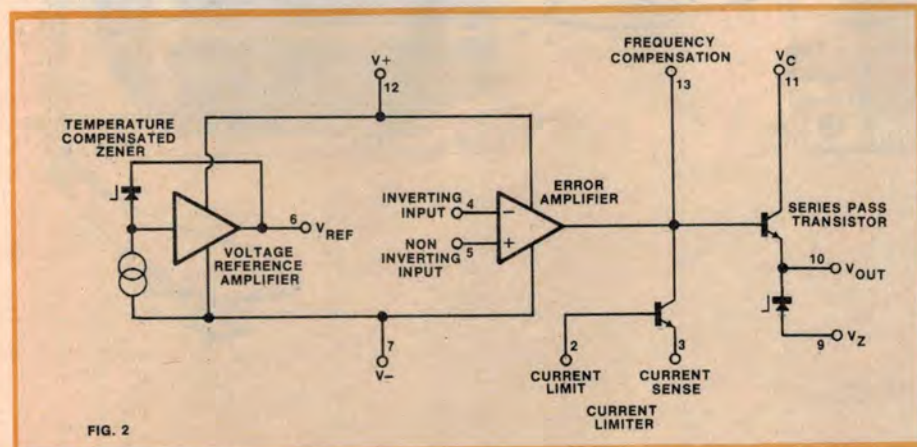 FREQUENCY
COMPENSATION
13
VC
11
V+
12
TEMPERATURE
COMPENSATED
ZENER
6
VREF
VOLTAGE
REFERENCE
AMPLIFIER
INVERTING
INPUT
4
−
NON
INVERTING
INPUT
5
+
ERROR
AMPLIFIER
SERIES PASS
TRANSISTOR
10
VOUT
9
VZ
7
V−
2
CURRENT
LIMIT
3
CURRENT
SENSE
CURRENT
LIMITER
FIG. 2